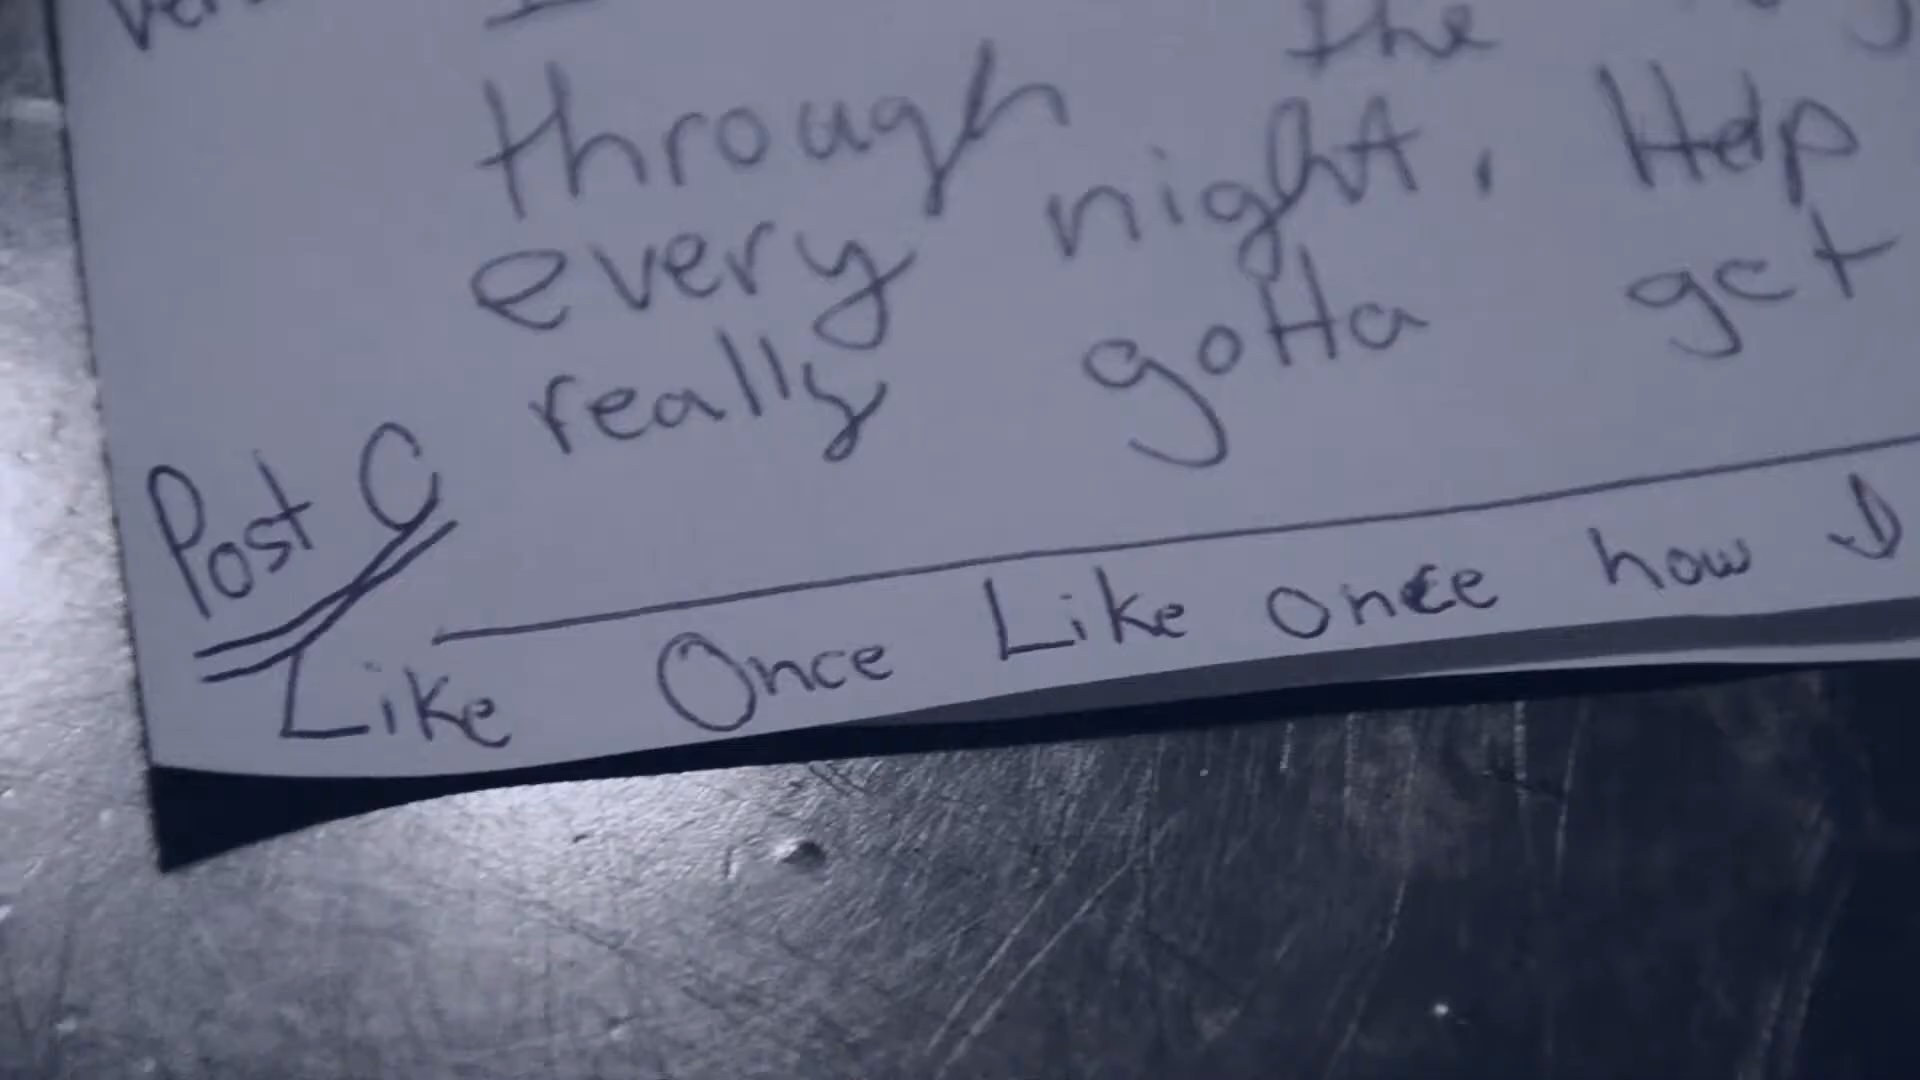 the
through
every night. Help
really gotta get
Post C
Like Once Like once how